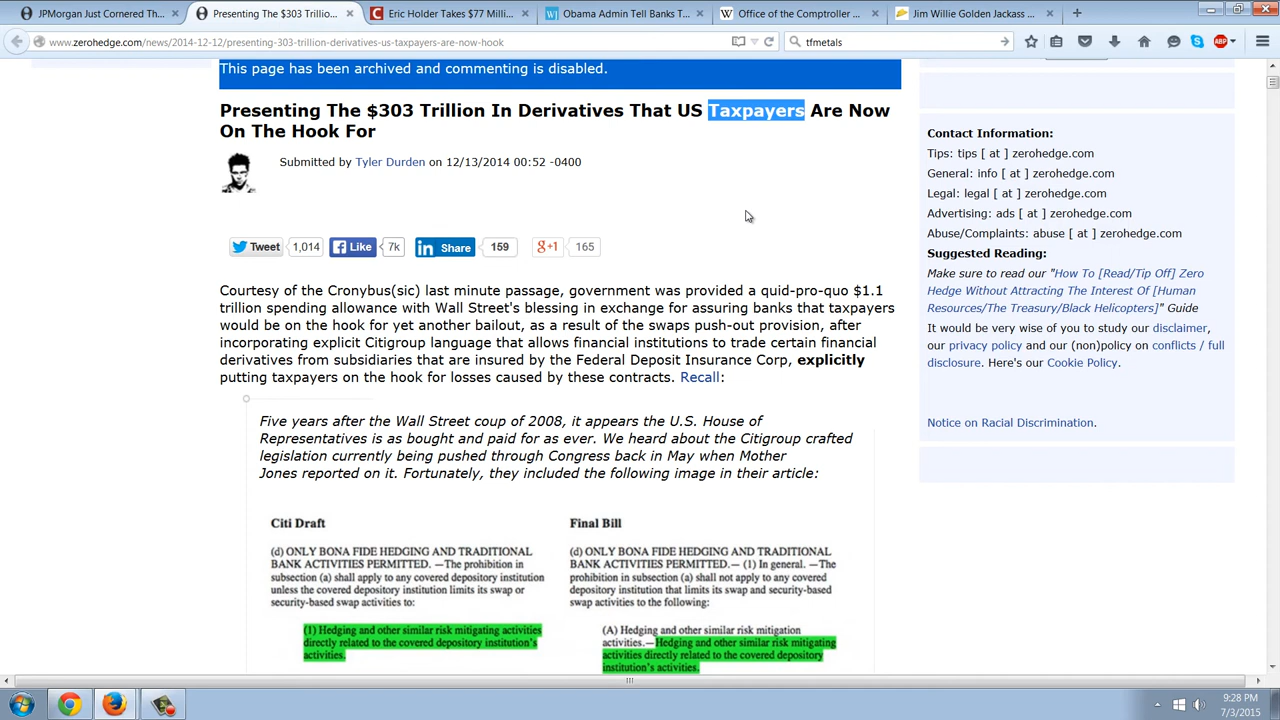 JPMorgan Just Cornered Th...
Presenting The $303 Trillio...
Eric Holder Takes $77 Million...
Obama Admin Tell Banks T...
Office of the Comptroller ...
Jim Willie Golden Jackass ...
www.zerohedge.com/news/2014-12-12/presenting-303-trillion-derivatives-us-taxpayers-are-now-hook
tfmetals
ABP
This page has been archived and commenting is disabled.
Presenting The $303 Trillion In Derivatives That US Taxpayers Are Now
On The Hook For
Submitted by Tyler Durden on 12/13/2014 00:52 -0400
Tweet 1,014 Like 7k Share 159 g+1 165
Courtesy of the Cronybus(sic) last minute passage, government was provided a quid-pro-quo $1.1
trillion spending allowance with Wall Street's blessing in exchange for assuring banks that taxpayers
would be on the hook for yet another bailout, as a result of the swaps push-out provision, after
incorporating explicit Citigroup language that allows financial institutions to trade certain financial
derivatives from subsidiaries that are insured by the Federal Deposit Insurance Corp, explicitly
putting taxpayers on the hook for losses caused by these contracts. Recall:
Five years after the Wall Street coup of 2008, it appears the U.S. House of
Representatives is as bought and paid for as ever. We heard about the Citigroup crafted
legislation currently being pushed through Congress back in May when Mother
Jones reported on it. Fortunately, they included the following image in their article:
Citi Draft
(d) ONLY BONA FIDE HEDGING AND TRADITIONAL
BANK ACTIVITIES PERMITTED. —The prohibition in
subsection (a) shall apply to any covered depository institution
unless the covered depository institution limits its swap or
security-based swap activities to:
(1) Hedging and other similar risk mitigating activities
directly related to the covered depository institution's
activities.
Final Bill
(d) ONLY BONA FIDE HEDGING AND TRADITIONAL
BANK ACTIVITIES PERMITTED.— (1) In general. —The
prohibition in subsection (a) shall not apply to any covered
depository institution that limits its swap and security-based
swap activities to the following:
(A) Hedging and other similar risk mitigation
activities.—Hedging and other similar risk mitigating
activities directly related to the covered depository
institution's activities.
Contact Information:
Tips: tips [ at ] zerohedge.com
General: info [ at ] zerohedge.com
Legal: legal [ at ] zerohedge.com
Advertising: ads [ at ] zerohedge.com
Abuse/Complaints: abuse [ at ] zerohedge.com
Suggested Reading:
Make sure to read our "How To [Read/Tip Off] Zero
Hedge Without Attracting The Interest Of [Human
Resources/The Treasury/Black Helicopters]" Guide
It would be very wise of you to study our disclaimer,
our privacy policy and our (non)policy on conflicts / full
disclosure. Here's our Cookie Policy.
Notice on Racial Discrimination.
9:28 PM
7/3/2015